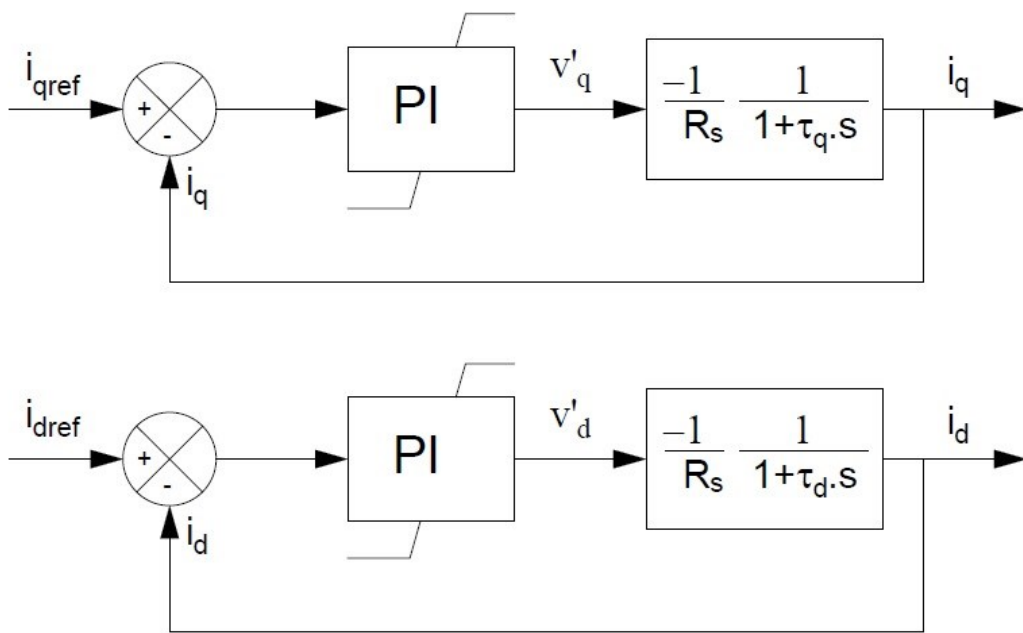 i_qref
+
-
i_q
PI
v'_q
-1/R_s 1/1+τ_q.s
i_q
i_dref
+
-
i_d
PI
v'_d
-1/R_s 1/1+τ_d.s
i_d